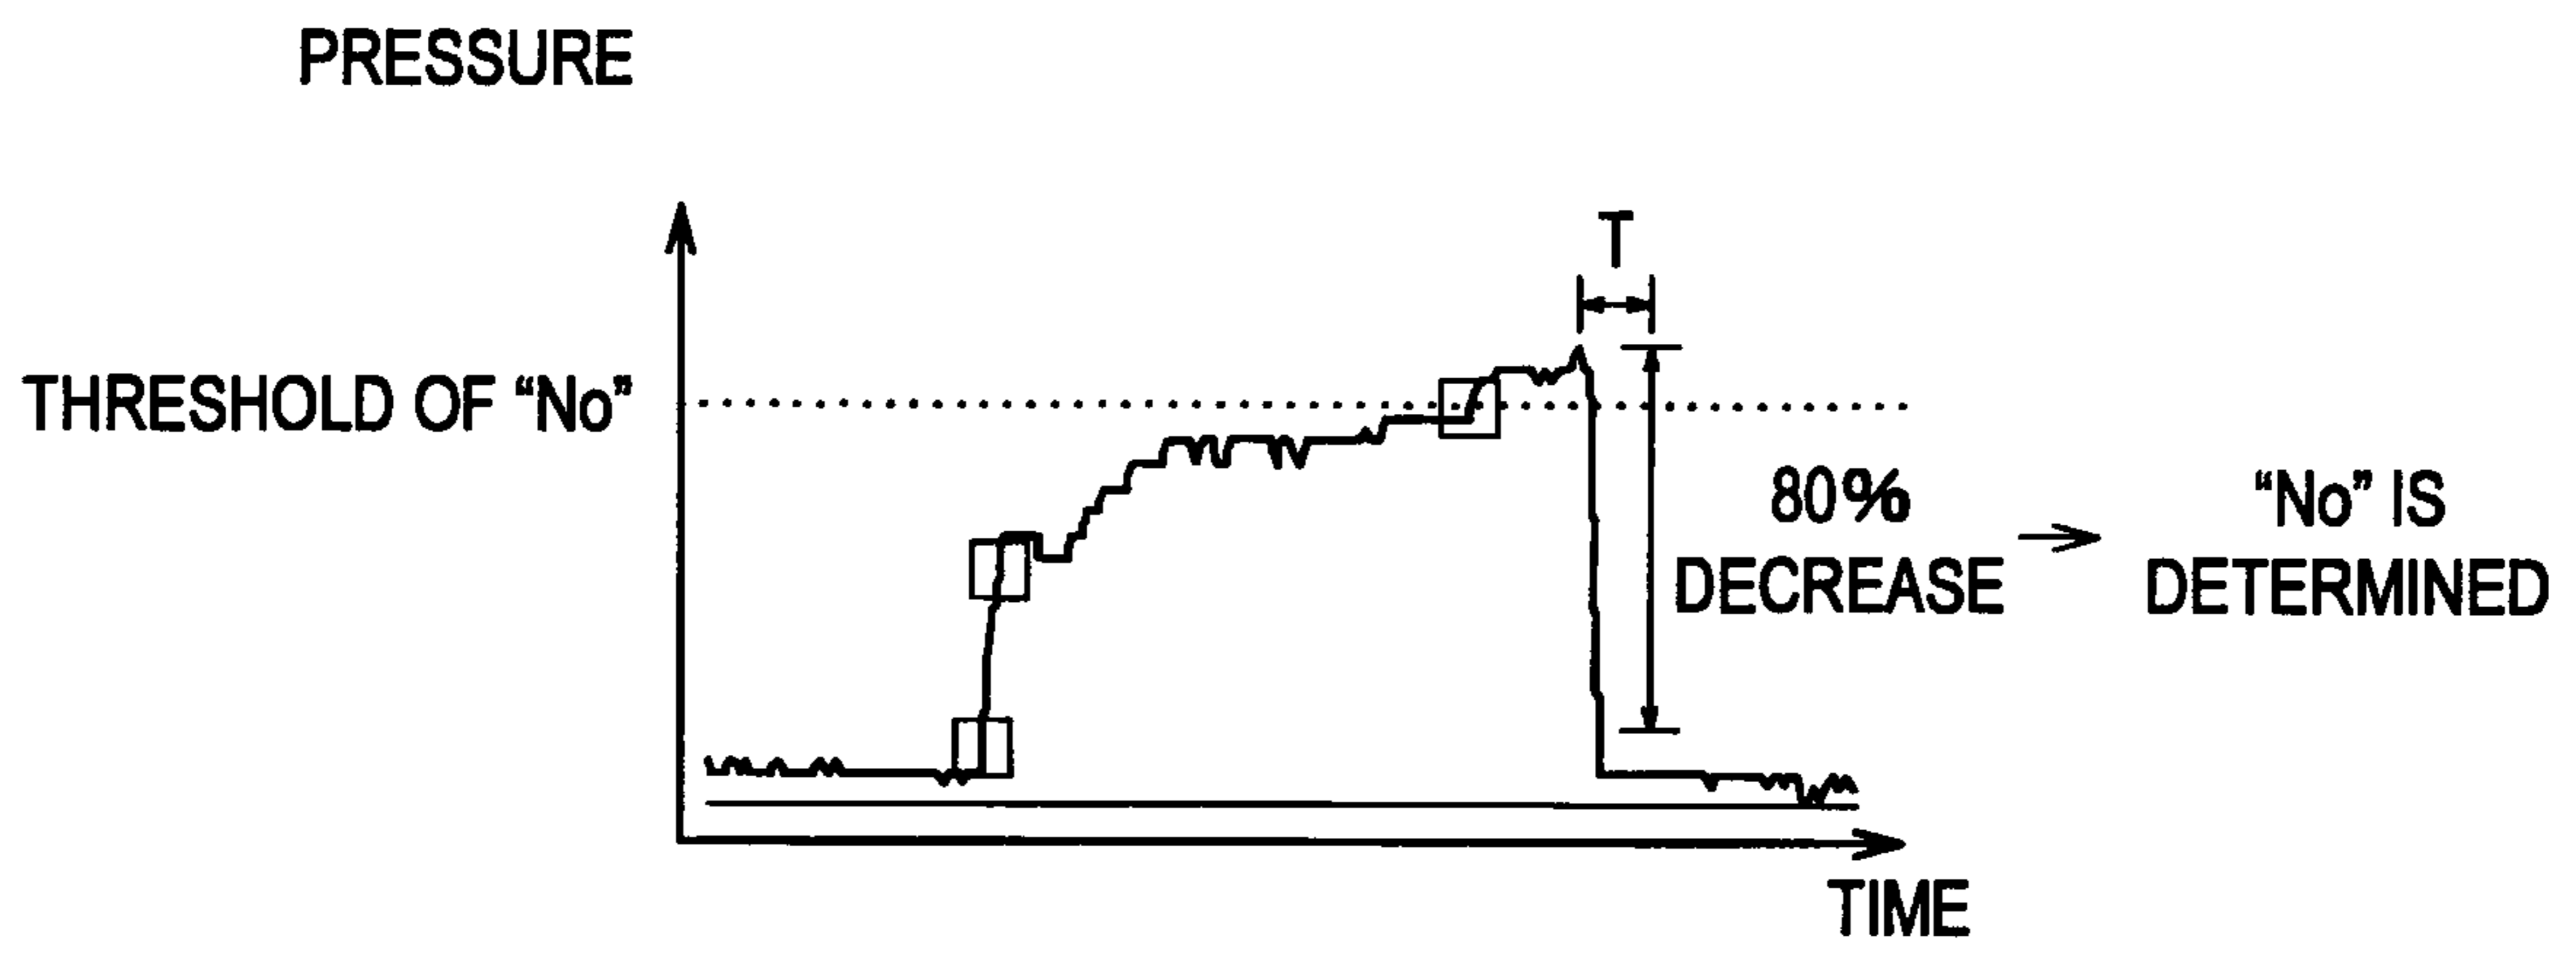 PRESSURE
T
THRESHOLD OF “No”
80%
DECREASE
“No” IS
DETERMINED
TIME